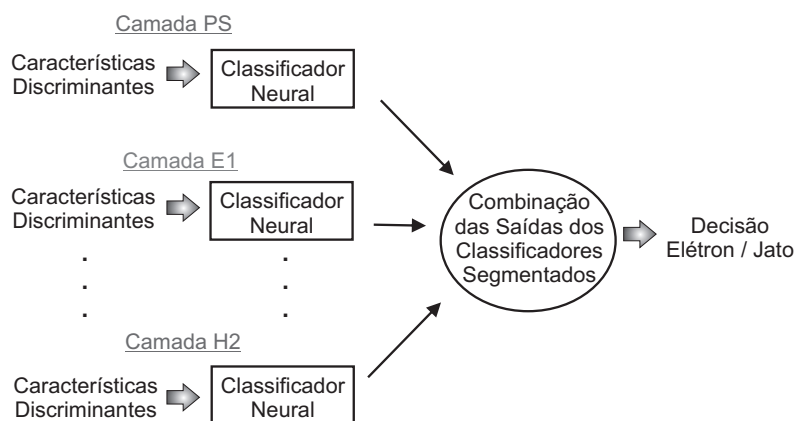 Camada PS
Características
Discriminantes
Classificador
Neural
Camada E1
Características
Discriminantes
Classificador
Neural
Camada H2
Características
Discriminantes
Classificador
Neural
Combinação
das Saídas dos
Classificadores
Segmentados
Decisão
Elétron / Jato